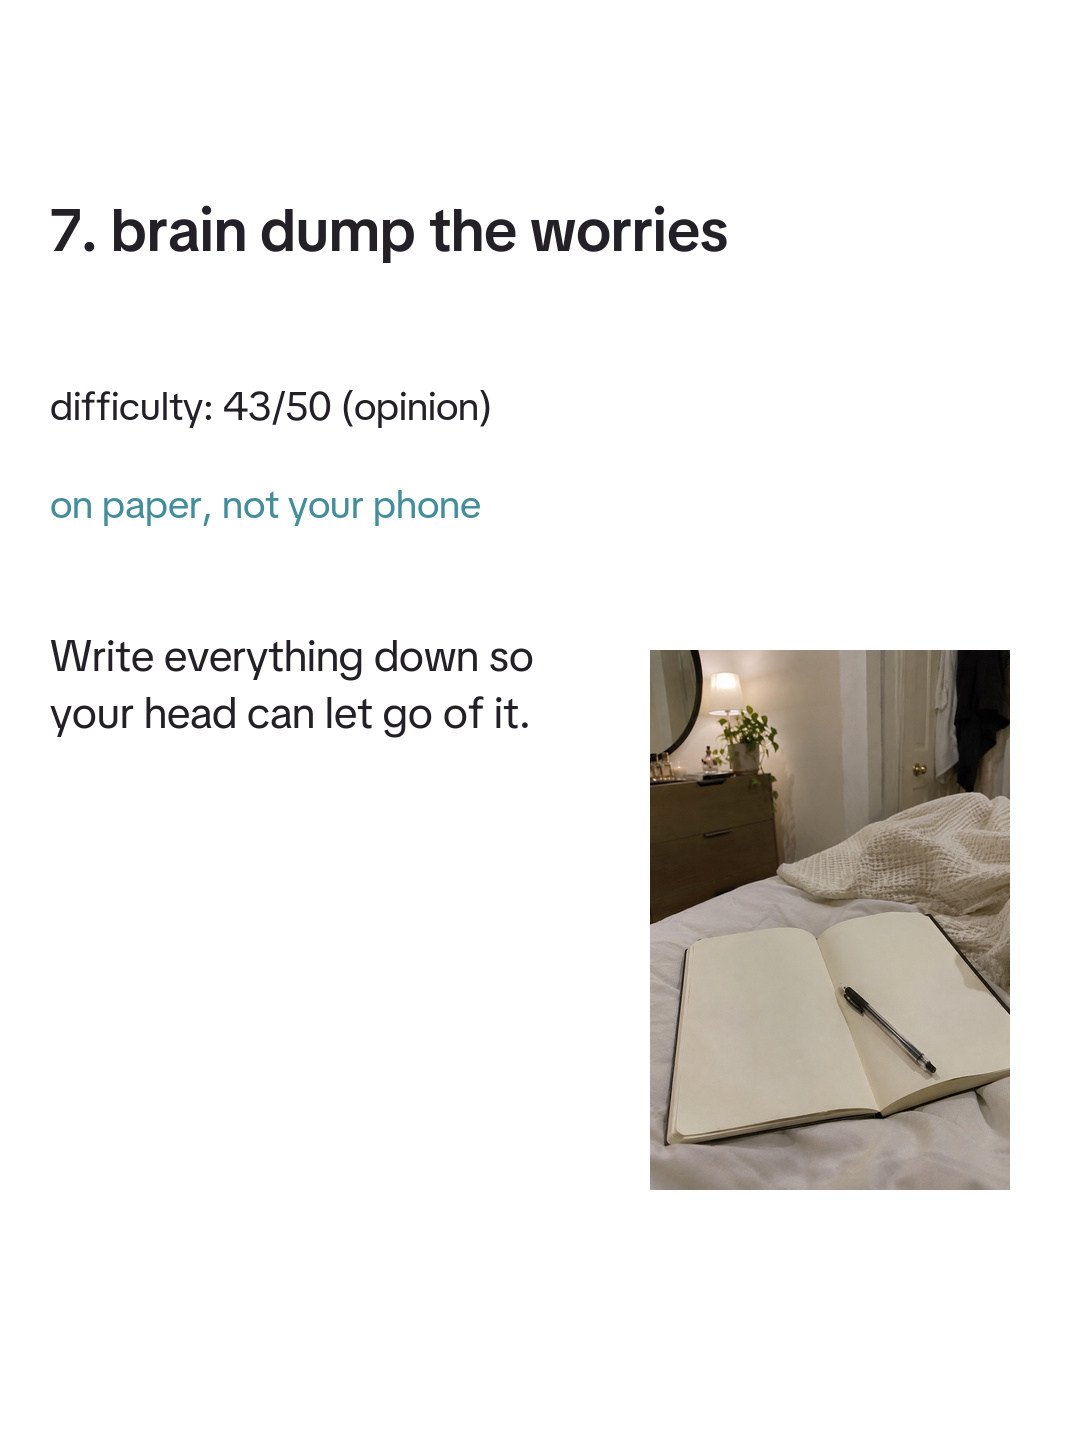 7. brain dump the worries
difficulty: 43/50 (opinion)
on paper, not your phone
Write everything down so
your head can let go of it.